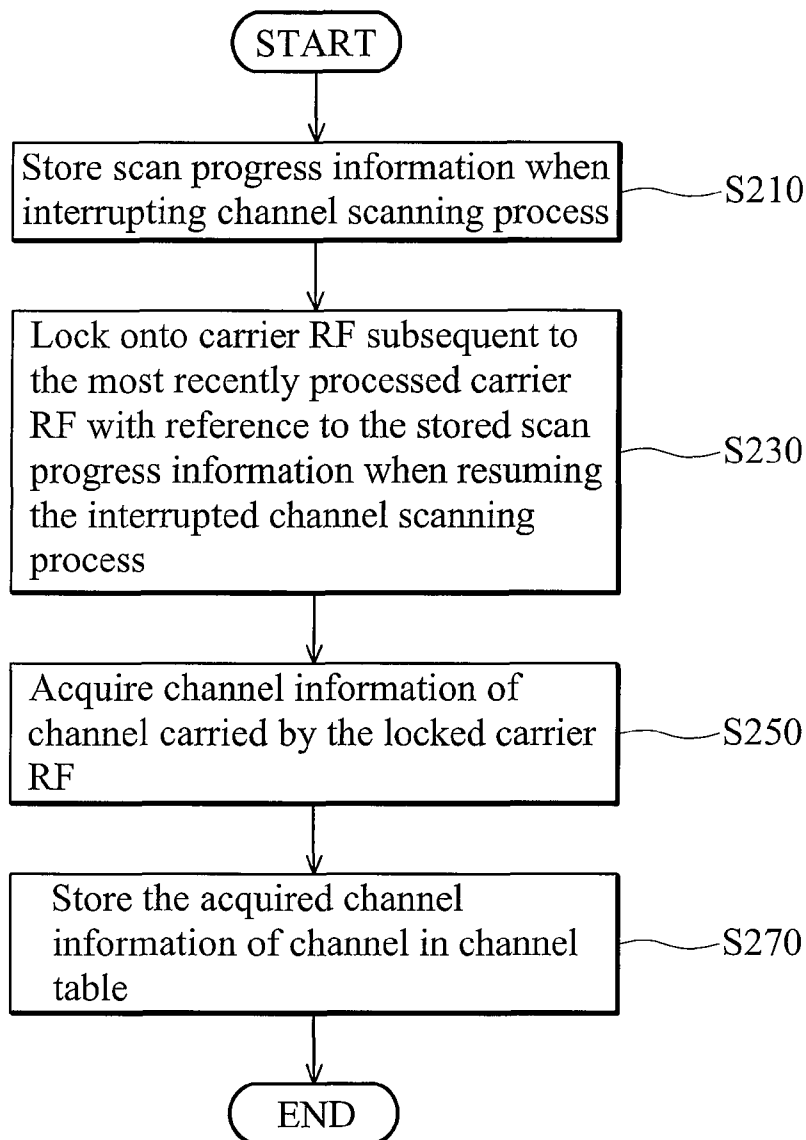 START
Store scan progress information when
interrupting channel scanning process
S210
Lock onto carrier RF subsequent to
the most recently processed carrier
RF with reference to the stored scan
progress information when resuming
the interrupted channel scanning
process
S230
Acquire channel information of
channel carried by the locked carrier
RF
S250
Store the acquired channel
information of channel in channel
table
S270
END